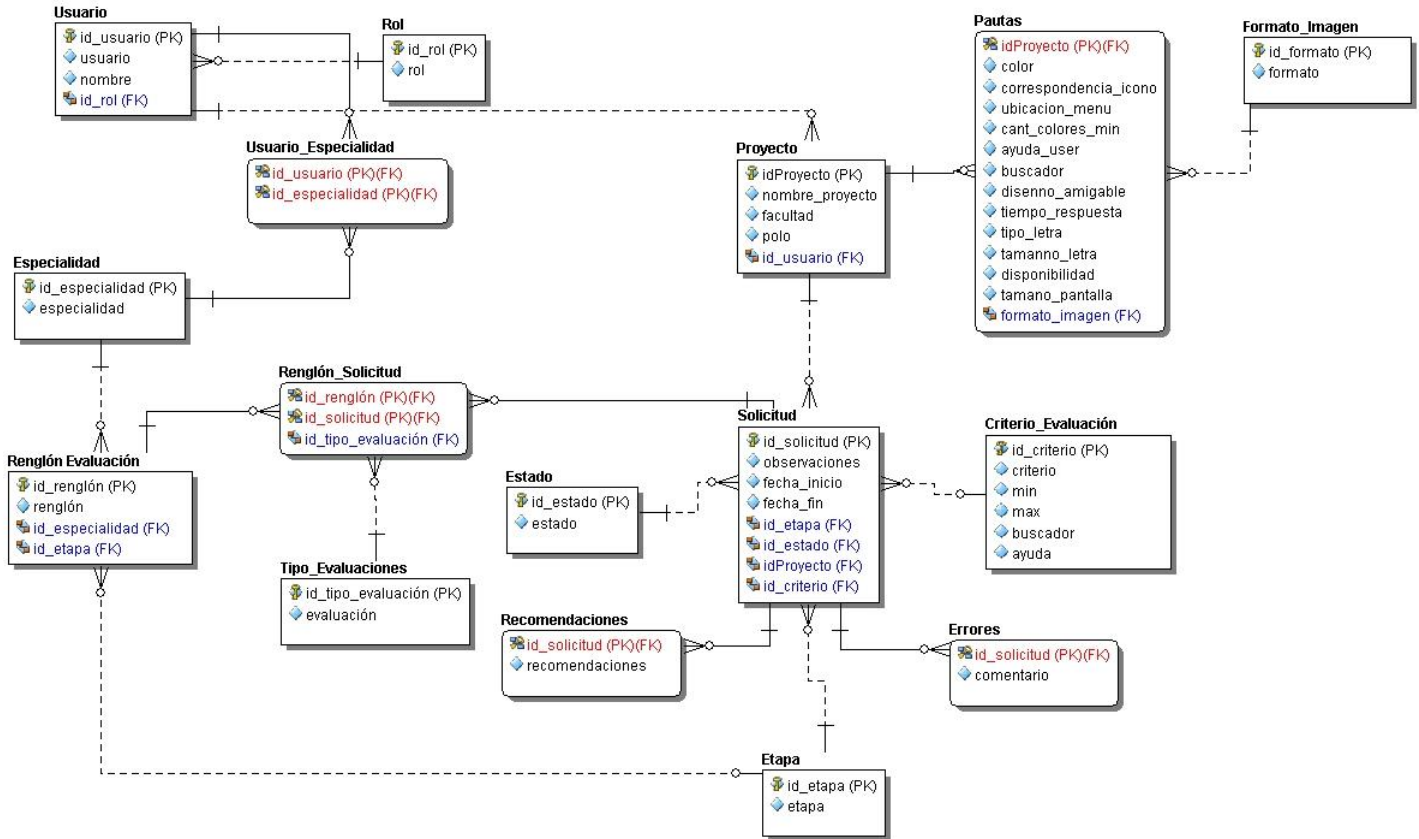 Usuario
id_usuario (PK)
usuario
nombre
id_rol (FK)
Rol
id_rol (PK)
rol
Pautas
idProyecto (PK)(FK)
color
correspondencia_icono
ubicacion_menu
cant_colores_min
ayuda_user
buscador
disenno_amigable
tiempo_respuesta
tipo_letra
tamanno_letra
disponibilidad
tamano_pantalla
formato_imagen (FK)
Formato_Imagen
id_formato (PK)
formato
Usuario_Especialidad
id_usuario (PK)(FK)
id_especialidad (PK)(FK)
Proyecto
idProyecto (PK)
nombre_proyecto
facultad
polo
id_usuario (FK)
Especialidad
id_especialidad (PK)
especialidad
Renglón_Solicitud
id_renglón (PK)(FK)
id_solicitud (PK)(FK)
id_tipo_evaluación (FK)
Solicitud
id_solicitud (PK)
observaciones
fecha_inicio
fecha_fin
id_etapa (FK)
id_estado (FK)
idProyecto (FK)
id_criterio (FK)
Criterio_Evaluación
id_criterio (PK)
criterio
min
max
buscador
ayuda
Renglón Evaluación
id_renglón (PK)
renglón
id_especialidad (FK)
id_etapa (FK)
Estado
id_estado (PK)
estado
Tipo_Evaluaciones
id_tipo_evaluación (PK)
evaluación
Recomendaciones
id_solicitud (PK)(FK)
recomendaciones
Errores
id_solicitud (PK)(FK)
comentario
Etapa
id_etapa (PK)
etapa